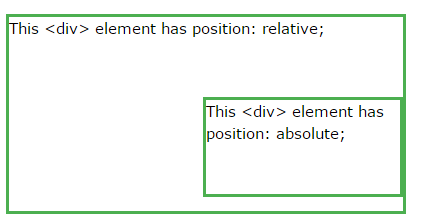 This <div> element has position: relative;
This <div> element has
position: absolute;